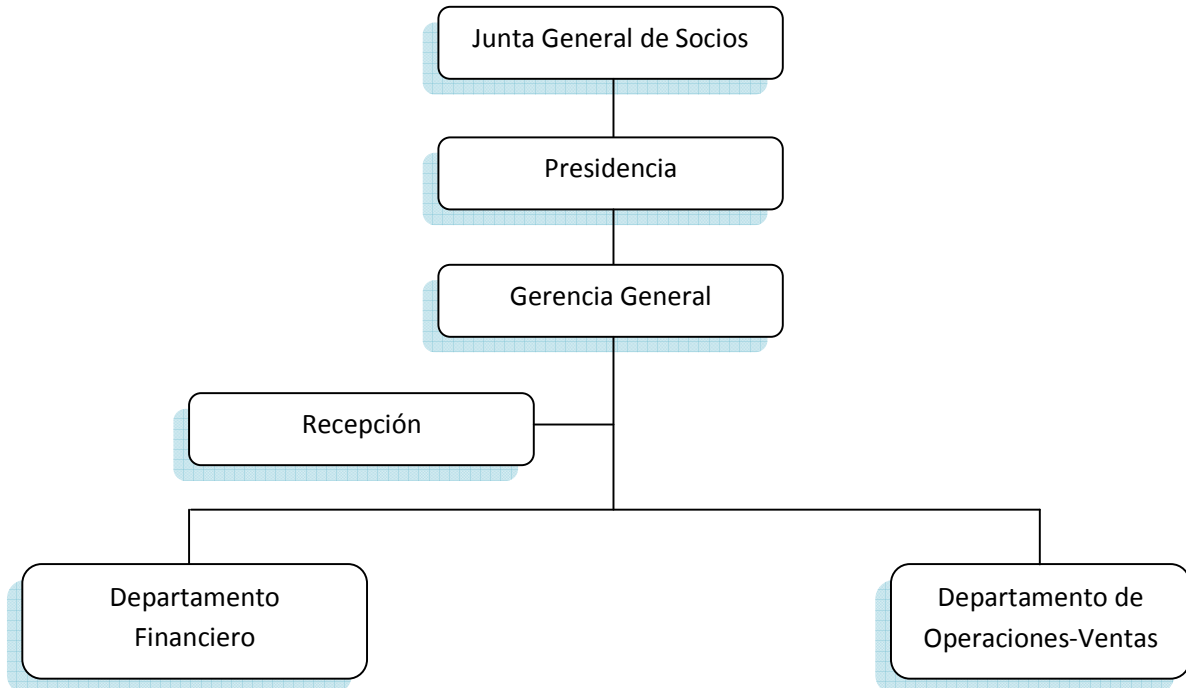 Junta General de Socios
Presidencia
Gerencia General
Recepción
Departamento
Financiero
Departamento de
Operaciones-Ventas